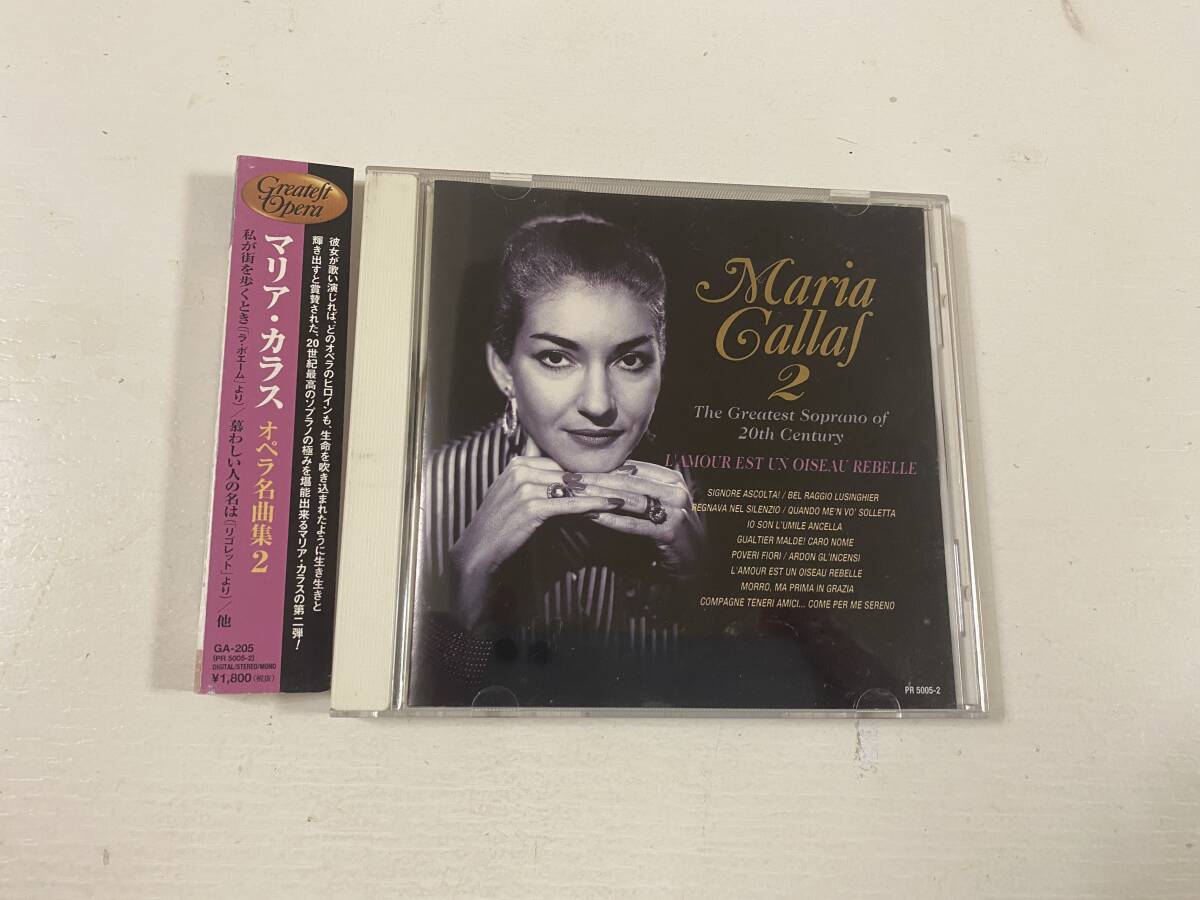 Greatest
Opera
彼女が歌い演じれば、どのオペラのヒロインも、生命を吹き込まれたように生き生きと
輝き出すと賞賛された、20世紀最高のソプラノの極みを堪能出来るマリア・カラスの第二弾!
マリア・カラス オペラ名曲集2
私が街を歩くとき(「ラ・ボエーム」より)/慕わしい人の名は(「リゴレット」より)/他
GA-205
(PR 5005-2)
DIGITAL/STEREO/MONO
¥1,800(税抜)
Maria
Callas
2
The Greatest Soprano of
20th Century
L'AMOUR EST UN OISEAU REBELLE
SIGNORE ASCOLTA! / BEL RAGGIO LUSINGHIER
REGNAVA NEL SILENZIO / QUANDO ME'N VO' SOLLETTA
IO SON L'UMILE ANCELLA
GUALTIER MALDE! CARO NOME
POVERI FIORI / ARDON GL'INCENSI
L'AMOUR EST UN OISEAU REBELLE
MORRO, MA PRIMA IN GRAZIA
COMPAGNE TENERI AMICI... COME PER ME SERENO
PR 5005-2